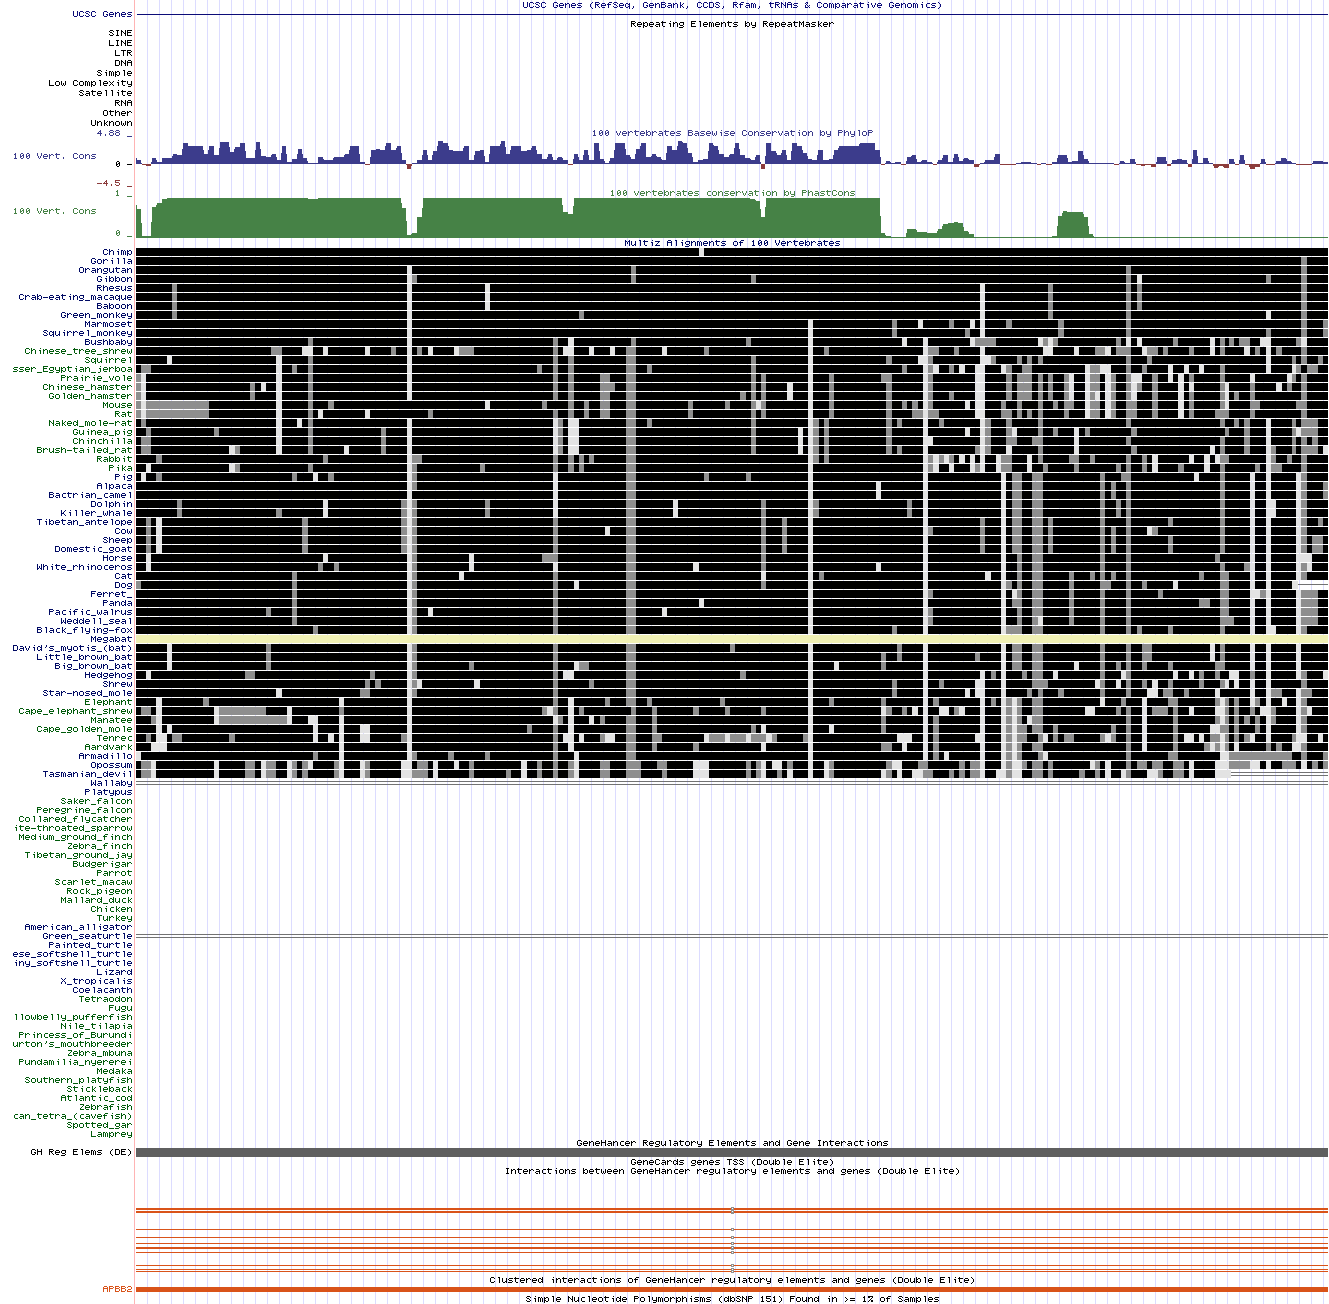 UCSC Genes (RefSeq, GenBank, CCDS, Rfam, tRNAs & Comparative Genomics)
UCSC Genes
Repeating Elements by RepeatMasker
SINE
LINE
LTR
DNA
Simple
Low Complexity
Satellite
RNA
Other
Unknown
4.88 _
100 vertebrates Basewise Conservation by PhyloP
100 Vert. Cons
0 _
-4.5 _
100 vertebrates conservation by PhastCons
1 _
100 Vert. Cons
0 _
Multiz Alignments of 100 Vertebrates
Chimp
Gorilla
Orangutan
Gibbon
Rhesus
Crab-eating_macaque
Baboon
Green_monkey
Marmoset
Squirrel_monkey
Bushbaby
Chinese_tree_shrew
Squirrel
sser_Egyptian_jerboa
Prairie_vole
Chinese_hamster
Golden_hamster
Mouse
Rat
Naked_mole-rat
Guinea_pig
Chinchilla
Brush-tailed_rat
Rabbit
Pika
Pig
Alpaca
Bactrian_camel
Dolphin
Killer_whale
Tibetan_antelope
Cow
Sheep
Domestic_goat
Horse
White_rhinoceros
Cat
Dog
Ferret_
Panda
Pacific_walrus
Weddell_seal
Black_flying-fox
Megabat
David's_myotis_(bat)
Little_brown_bat
Big_brown_bat
Hedgehog
Shrew
Star-nosed_mole
Elephant
Cape_elephant_shrew
Manatee
Cape_golden_mole
Tenrec
Aardvark
Armadillo
Opossum
Tasmanian_devil
Wallaby
Platypus
Saker_falcon
Peregrine_falcon
Collared_flycatcher
ite-throated_sparrow
Medium_ground_finch
Zebra_finch
Tibetan_ground_jay
Budgerigar
Parrot
Scarlet_macaw
Rock_pigeon
Mallard_duck
Chicken
Turkey
American_alligator
Green_seaturtle
Painted_turtle
ese_softshell_turtle
iny_softshell_turtle
Lizard
X_tropicalis
Coelacanth
Tetraodon
Fugu
llowbelly_pufferfish
Nile_tilapia
Princess_of_Burundi
urton's_mouthbreeder
Zebra_mbuna
Pundamilia_nyererei
Medaka
Southern_platyfish
Stickleback
Atlantic_cod
Zebrafish
can_tetra_(cavefish)
Spotted_gar
Lamprey
GeneHancer Regulatory Elements and Gene Interactions
GH Reg Elems (DE)
GeneCards genes TSS (Double Elite)
Interactions between GeneHancer regulatory elements and genes (Double Elite)
Clustered interactions of GeneHancer regulatory elements and genes (Double Elite)
APBB2
Simple Nucleotide Polymorphisms (dbSNP 151) Found in >= 1% of Samples